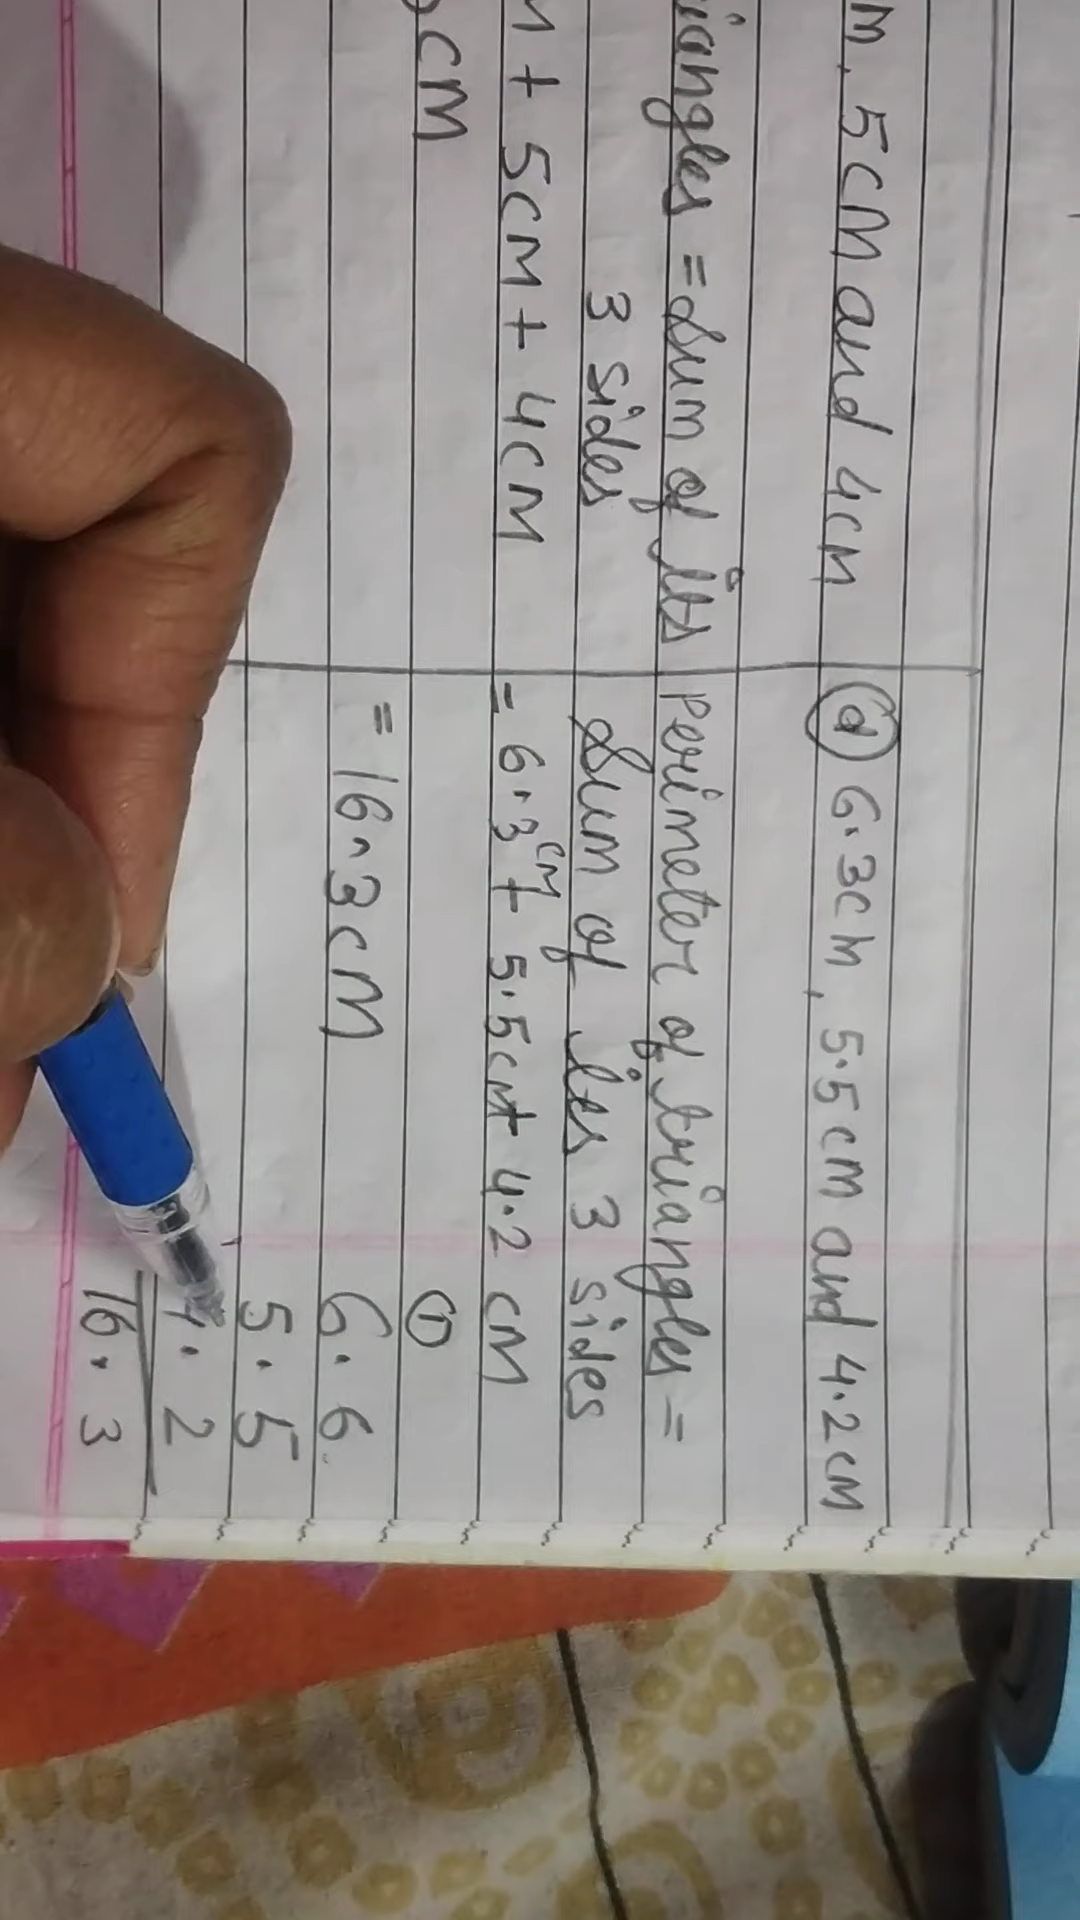 m, 5cm and 4cm
iangles = Sum of its
3 sides
m + 5cm + 4cm
cm
(d) 6.3cm, 5.5cm and 4.2cm
Perimeter of triangles =
Sum of its 3 sides
= 6.3cm + 5.5cm + 4.2 cm
= 16.3cm
1
6.6
5.5
4.2
16.3